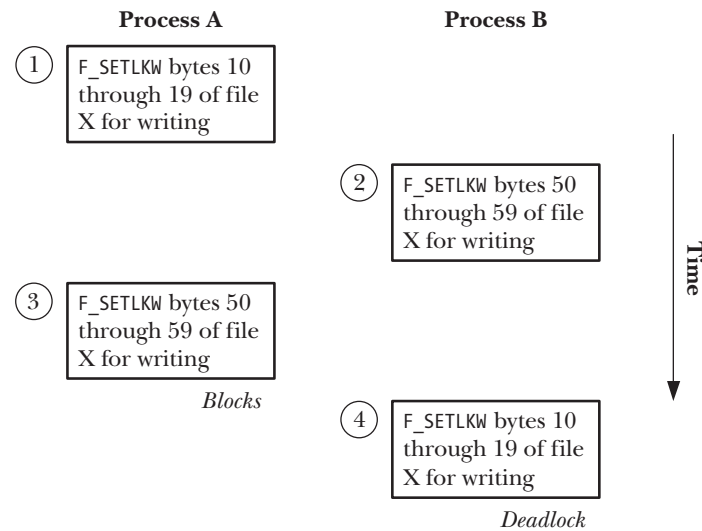 Process A
Process B
1
F_SETLKW bytes 10
through 19 of file
X for writing
2
F_SETLKW bytes 50
through 59 of file
X for writing
Time
3
F_SETLKW bytes 50
through 59 of file
X for writing
Blocks
4
F_SETLKW bytes 10
through 19 of file
X for writing
Deadlock